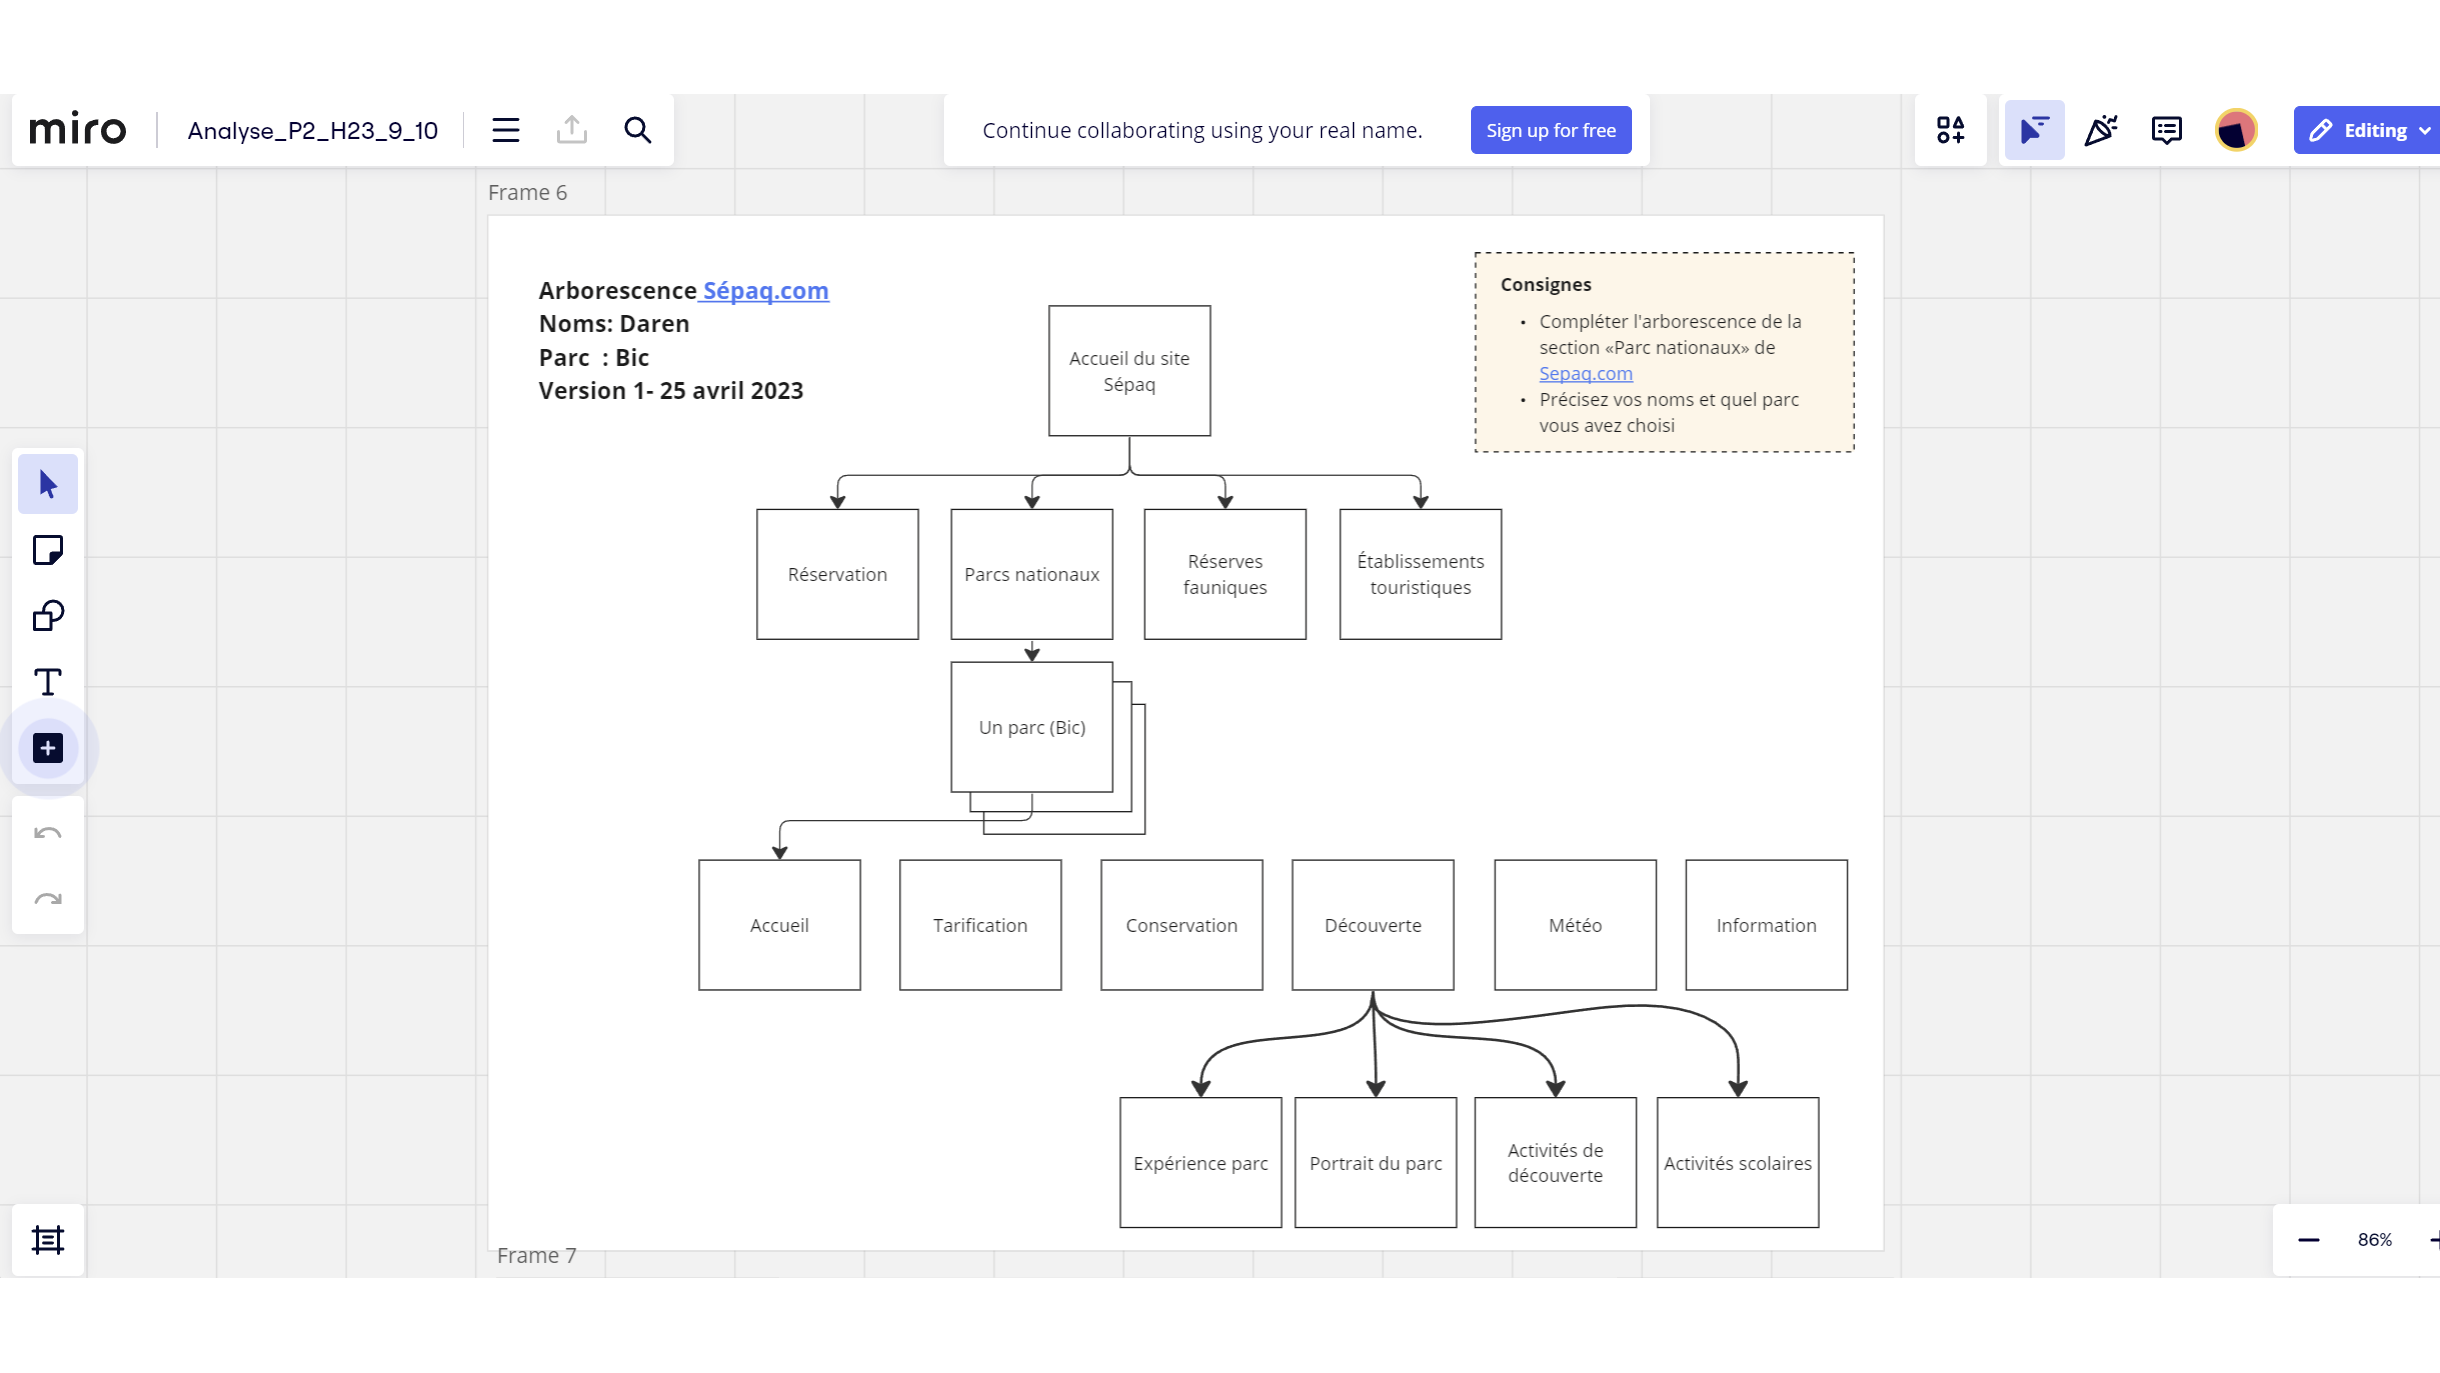 miro
Analyse_P2_H23_9_10
Continue collaborating using your real name.
Sign up for free
Editing
Frame 6
Arborescence Sépaq.com
Noms: Daren
Parc : Bic
Version 1- 25 avril 2023
Consignes
• Compléter l'arborescence de la
section «Parc nationaux» de
Sepaq.com
• Précisez vos noms et quel parc
vous avez choisi
Accueil du site
Sépaq
Réservation
Parcs nationaux
Réserves
fauniques
Établissements
touristiques
Un parc (Bic)
Accueil
Tarification
Conservation
Découverte
Météo
Information
Expérience parc
Portrait du parc
Activités de
découverte
Activités scolaires
Frame 7
86%